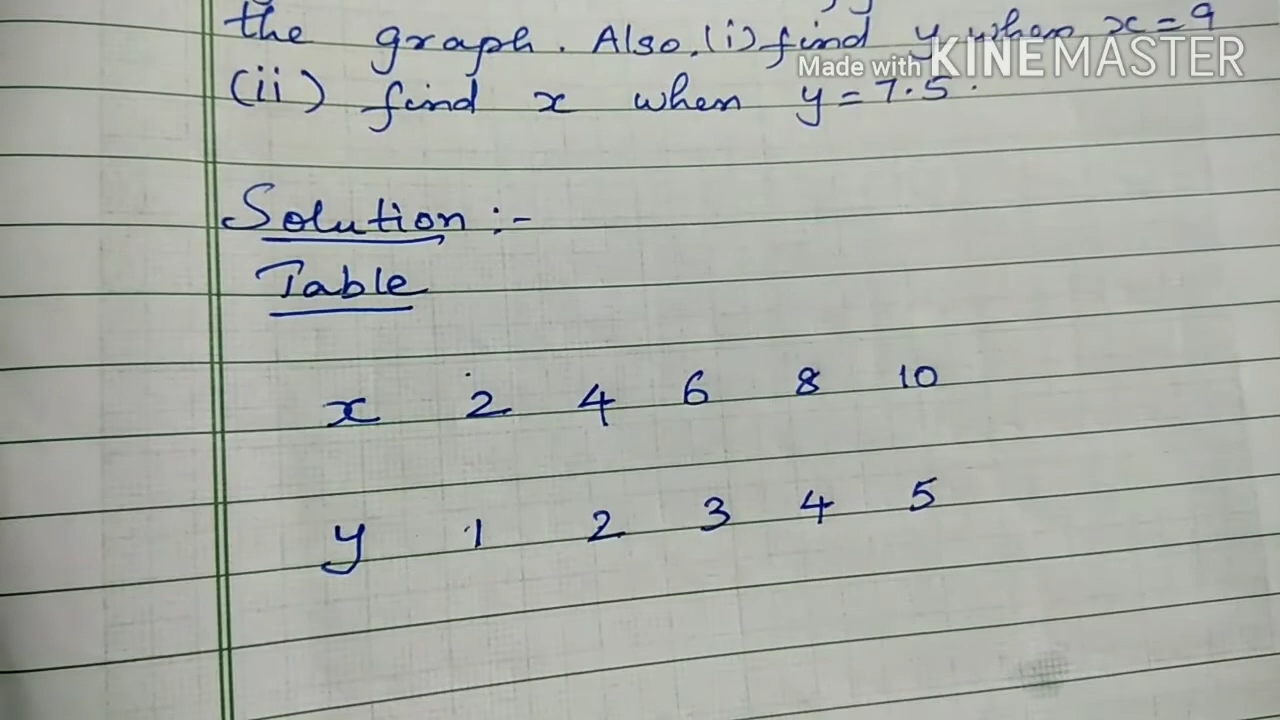 the graph. Also, (i) find y when x = 9
Made with KINEMASTER
(ii) find x when y = 7.5.
Solution :-
Table
x 2 4 6 8 10
y 1 2 3 4 5